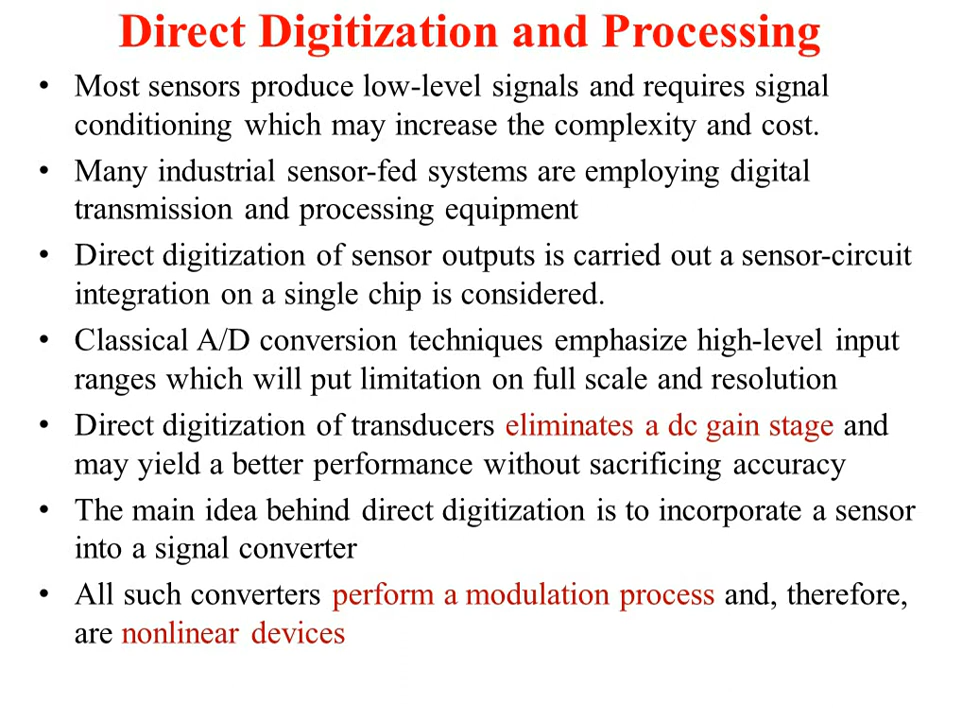 Direct Digitization and Processing
• Most sensors produce low-level signals and requires signal
conditioning which may increase the complexity and cost.
• Many industrial sensor-fed systems are employing digital
transmission and processing equipment
• Direct digitization of sensor outputs is carried out a sensor-circuit
integration on a single chip is considered.
• Classical A/D conversion techniques emphasize high-level input
ranges which will put limitation on full scale and resolution
• Direct digitization of transducers eliminates a dc gain stage and
may yield a better performance without sacrificing accuracy
• The main idea behind direct digitization is to incorporate a sensor
into a signal converter
• All such converters perform a modulation process and, therefore,
are nonlinear devices